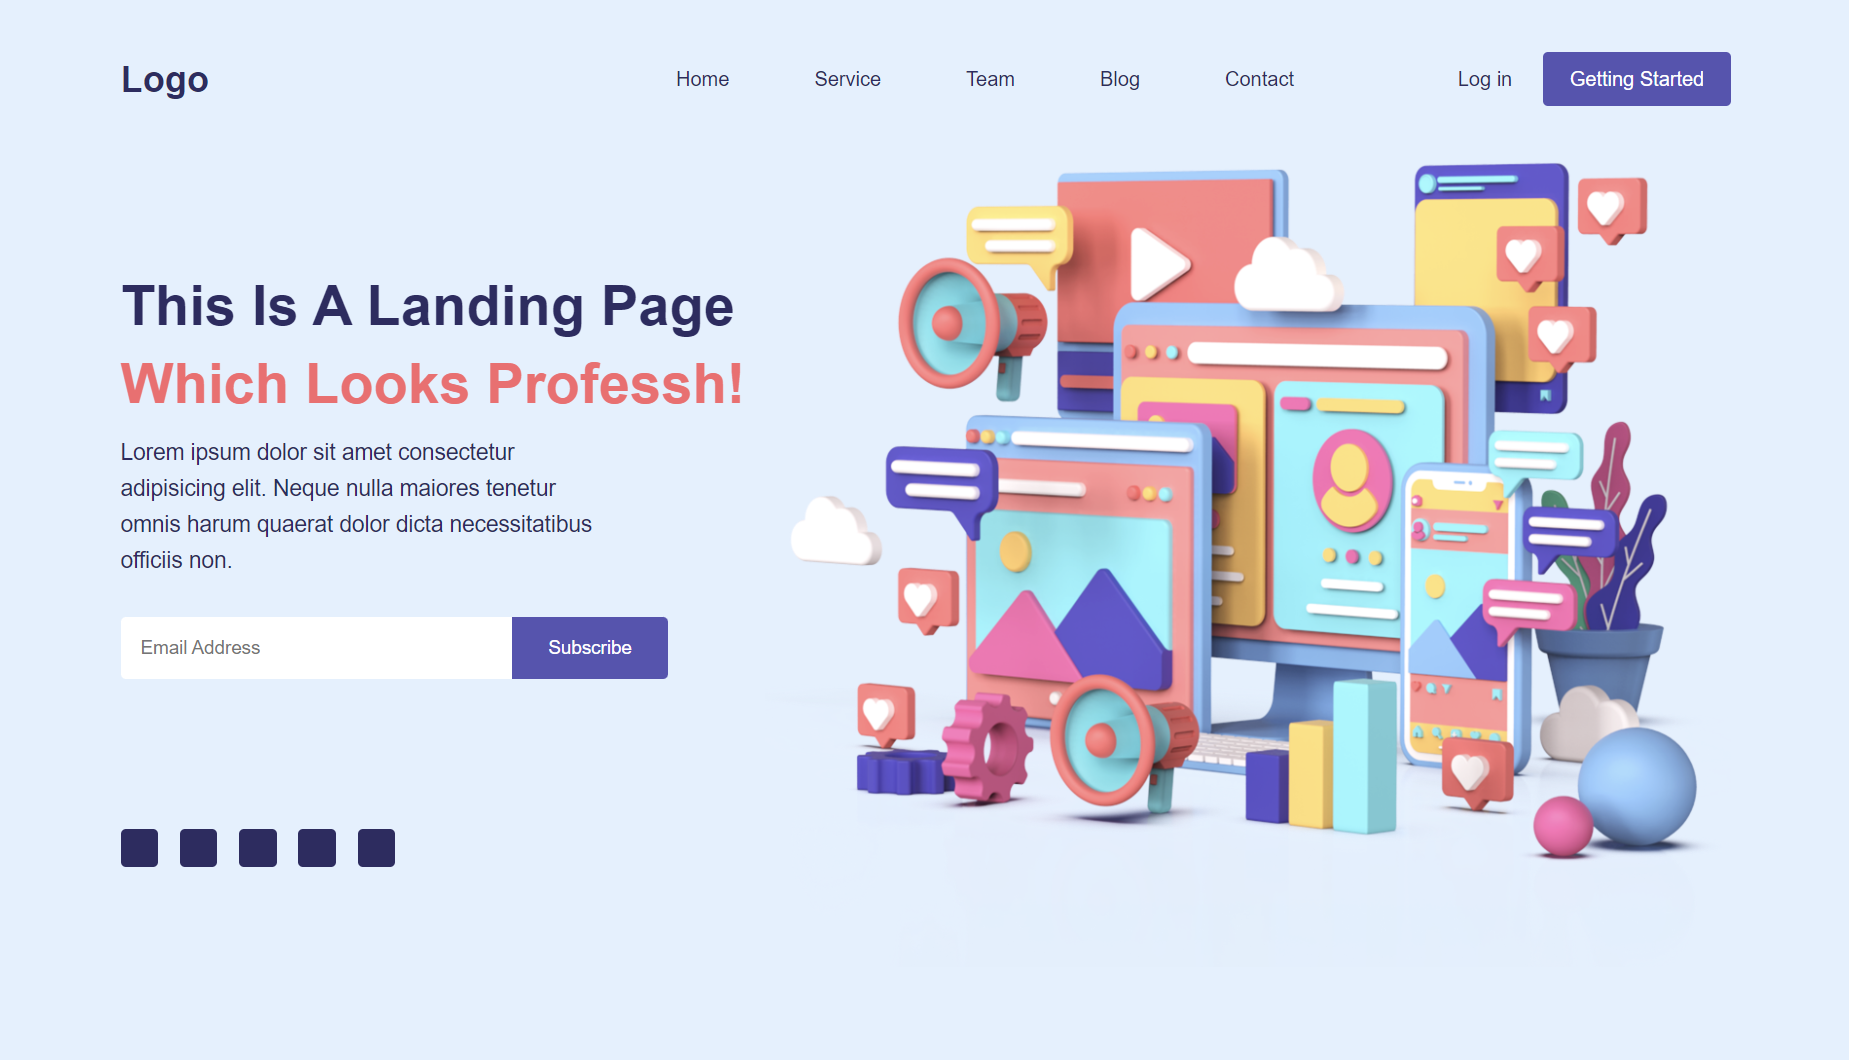 Logo
Home Service Team Blog Contact Log in Getting Started
This Is A Landing Page
Which Looks Professh!
Lorem ipsum dolor sit amet consectetur
adipisicing elit. Neque nulla maiores tenetur
omnis harum quaerat dolor dicta necessitatibus
officiis non.
Email Address Subscribe